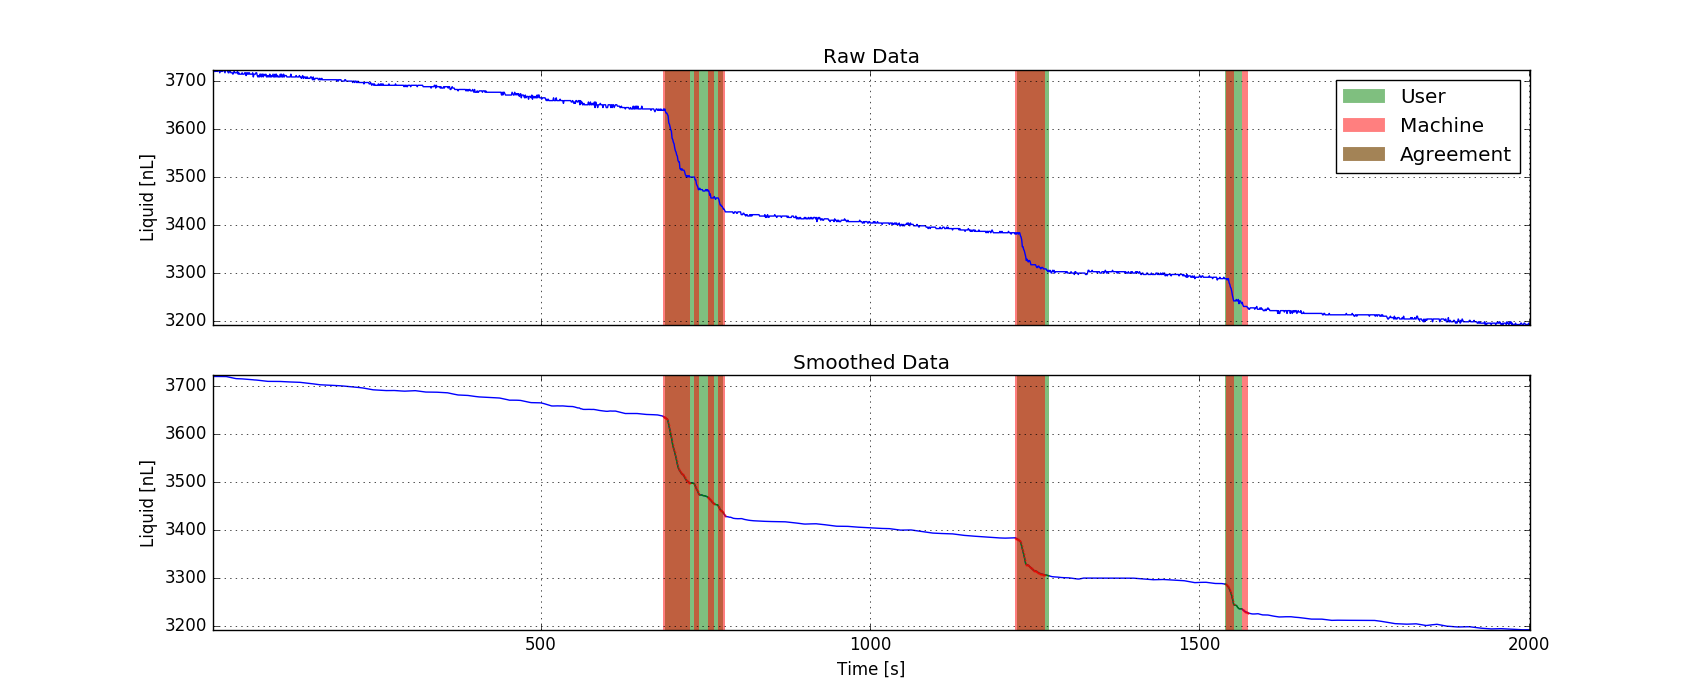 Raw Data
3700
3600
3500
3400
3300
3200
Liquid [nL]
User
Machine
Agreement
Smoothed Data
3700
3600
3500
3400
3300
3200
Liquid [nL]
500
1000
1500
2000
Time [s]